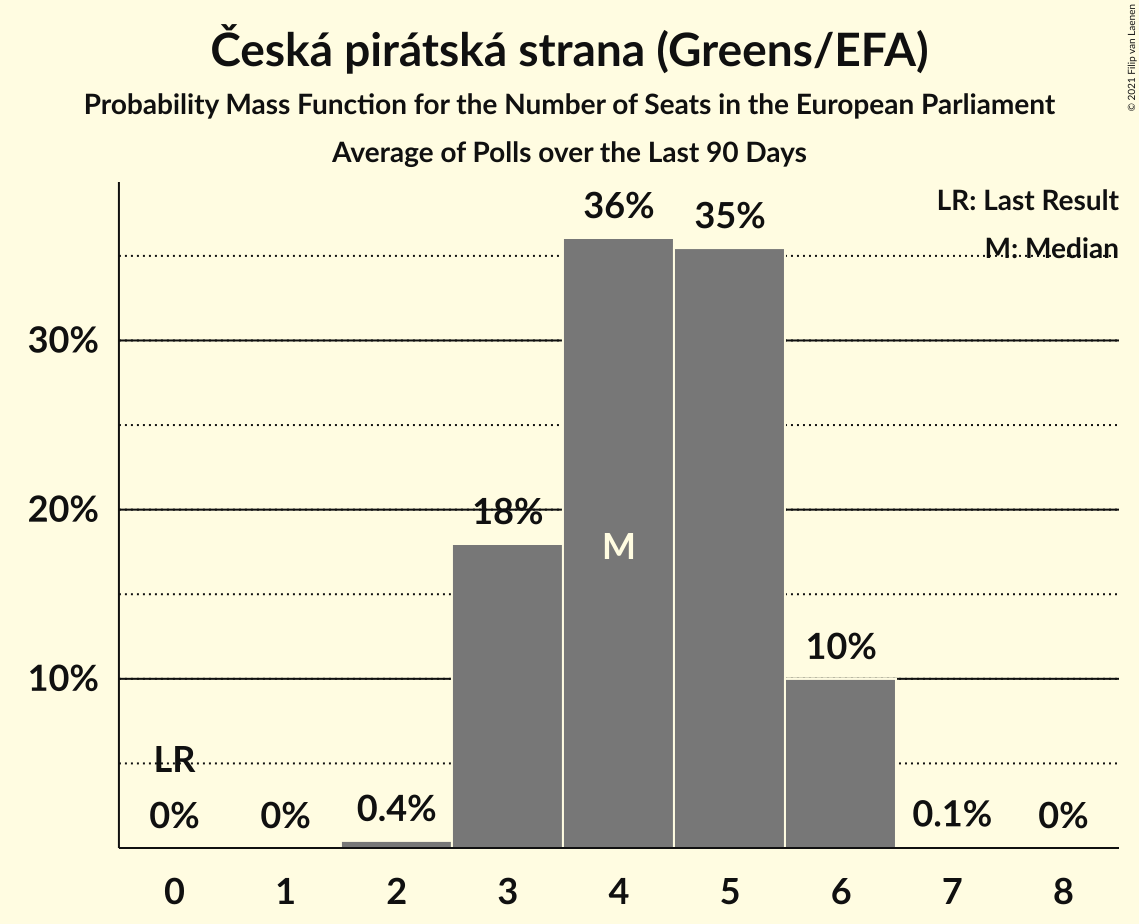 © 2021 Filip van Laenen
Česká pirátská strana (Greens/EFA)
Probability Mass Function for the Number of Seats in the European Parliament
Average of Polls over the Last 90 Days
LR: Last Result
M: Median
36%
35%
30%
20%
18%
M
10%
10%
LR
0%
0%
0.4%
0.1%
0%
0 1 2 3 4 5 6 7 8